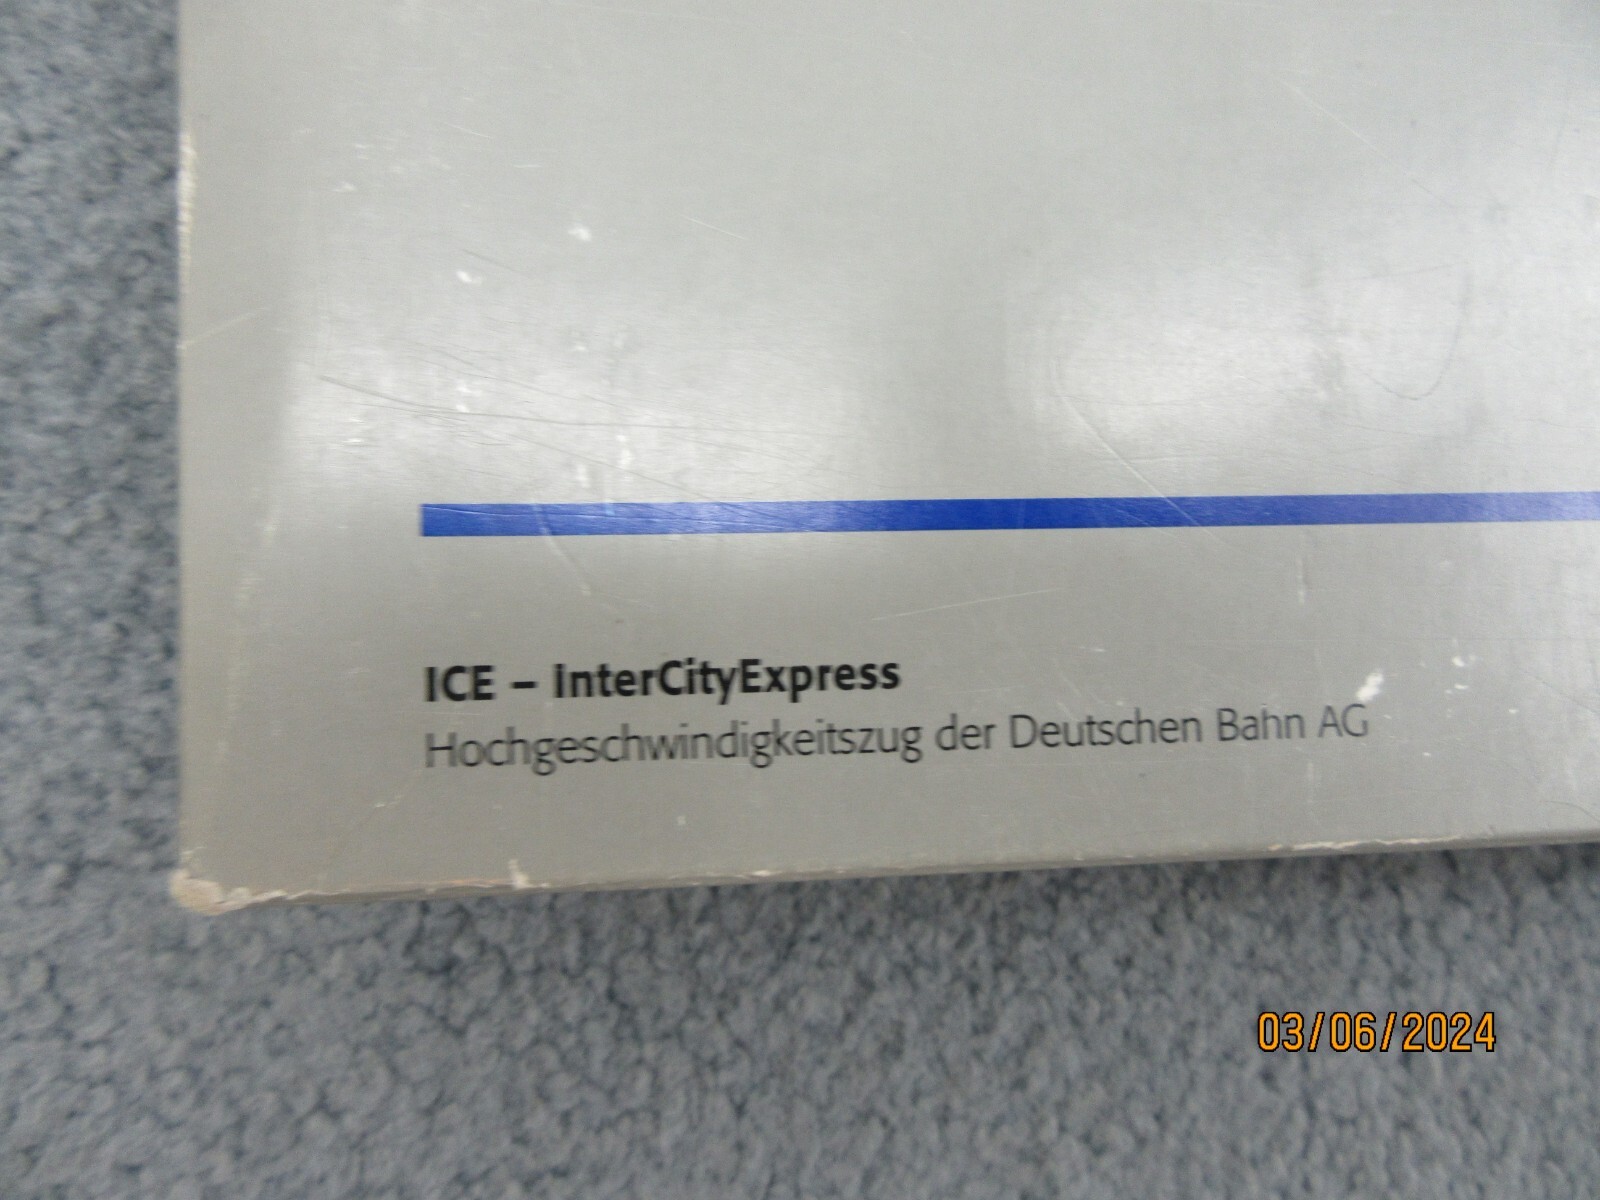 ICE – InterCityExpress
Hochgeschwindigkeitszug der Deutschen Bahn AG
03/06/2024